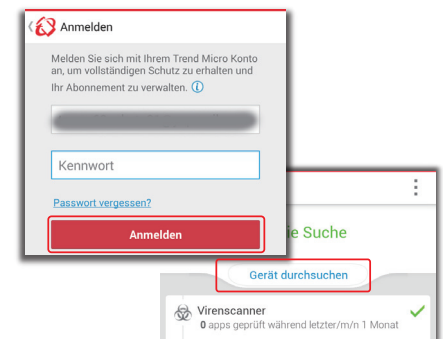 Anmelden
Melden Sie sich mit Ihrem Trend Micro Konto
an, um vollständigen Schutz zu erhalten und
Ihr Abonnement zu verwalten.
Kennwort
Passwort vergessen?
Anmelden
ie Suche
Gerät durchsuchen
Virenscanner
0 apps geprüft während letzter/m/n 1 Monat